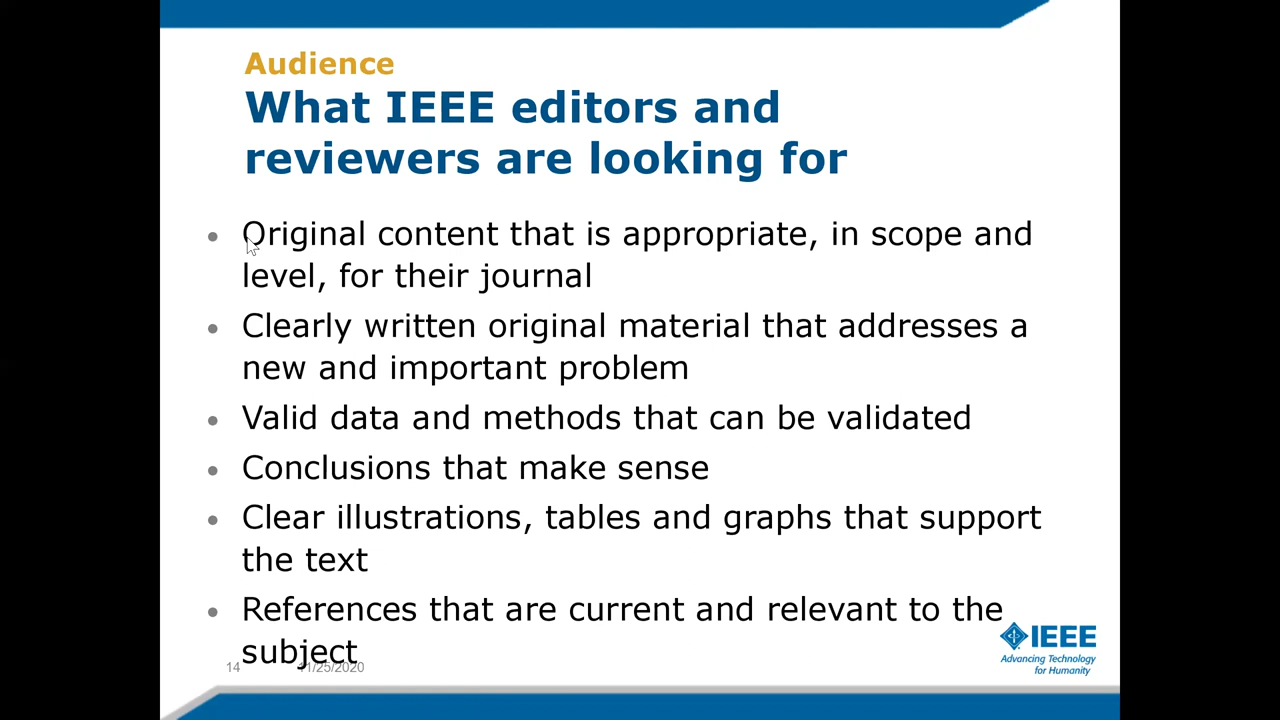 Audience
What IEEE editors and
reviewers are looking for
Original content that is appropriate, in scope and
level, for their journal
Clearly written original material that addresses a
new and important problem
Valid data and methods that can be validated
Conclusions that make sense
Clear illustrations, tables and graphs that support
the text
References that are current and relevant to the
subject
14 11/25/2020
IEEE
Advancing Technology
for Humanity